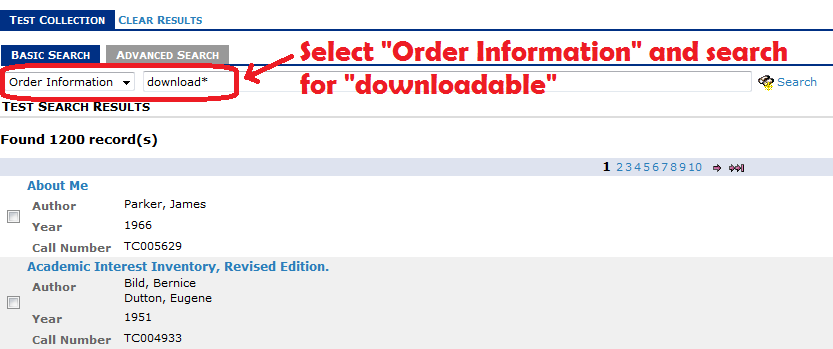 TEST COLLECTION CLEAR RESULTS
BASIC SEARCH ADVANCED SEARCH
Select "Order Information" and search
for "downloadable"
Order Information download* Search
TEST SEARCH RESULTS
Found 1200 record(s)
1 2 3 4 5 6 7 8 9 10
About Me
Author Parker, James
Year 1966
Call Number TC005629
Academic Interest Inventory, Revised Edition.
Author Bild, Bernice
Dutton, Eugene
Year 1951
Call Number TC004933